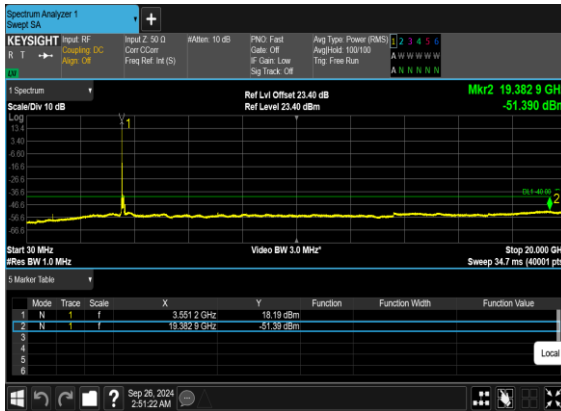 Spectrum Analyzer 1
Swept SA
+
KEYSIGHT Input: RF Input Z: 50 Ω #Atten: 10 dB PNO: Fast Avg Type: Power (RMS) 1 2 3 4 5 6
R T Coupling: DC Corr CCorr Gate: Off Avg|Hold: 100/100 A W W W W W
Align: Off Freq Ref: Int (S) IF Gain: Low Trig: Free Run
LXI Sig Track: Off A N N N N N
1 Spectrum Ref Lvl Offset 23.40 dB Mkr2 19.382 9 GH
Scale/Div 10 dB Ref Level 23.40 dBm -51.390 dBr
Log
13.4
3.40
-6.60
-16.6
-26.6
-36.6
-46.6
-56.6
-66.6
1
DL1 -40.00
2
Start 30 MHz Video BW 3.0 MHz* Stop 20.000 GH
#Res BW 1.0 MHz Sweep 34.7 ms (40001 pts
5 Marker Table
Mode Trace Scale X Y Function Function Width Function Value
1 N 1 f 3.551 2 GHz 18.19 dBm
2 N 1 f 19.382 9 GHz -51.39 dBm
3
4
5
6
Local
? Sep 26, 2024
2:51:22 AM